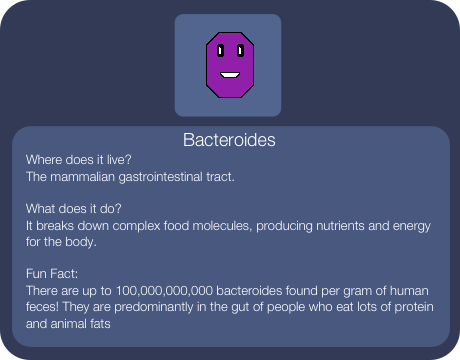 Bacteroides
Where does it live?
The mammalian gastrointestinal tract.
What does it do?
It breaks down complex food molecules, producing nutrients and energy
for the body.
Fun Fact:
There are up to 100,000,000,000 bacteroides found per gram of human
feces! They are predominantly in the gut of people who eat lots of protein
and animal fats